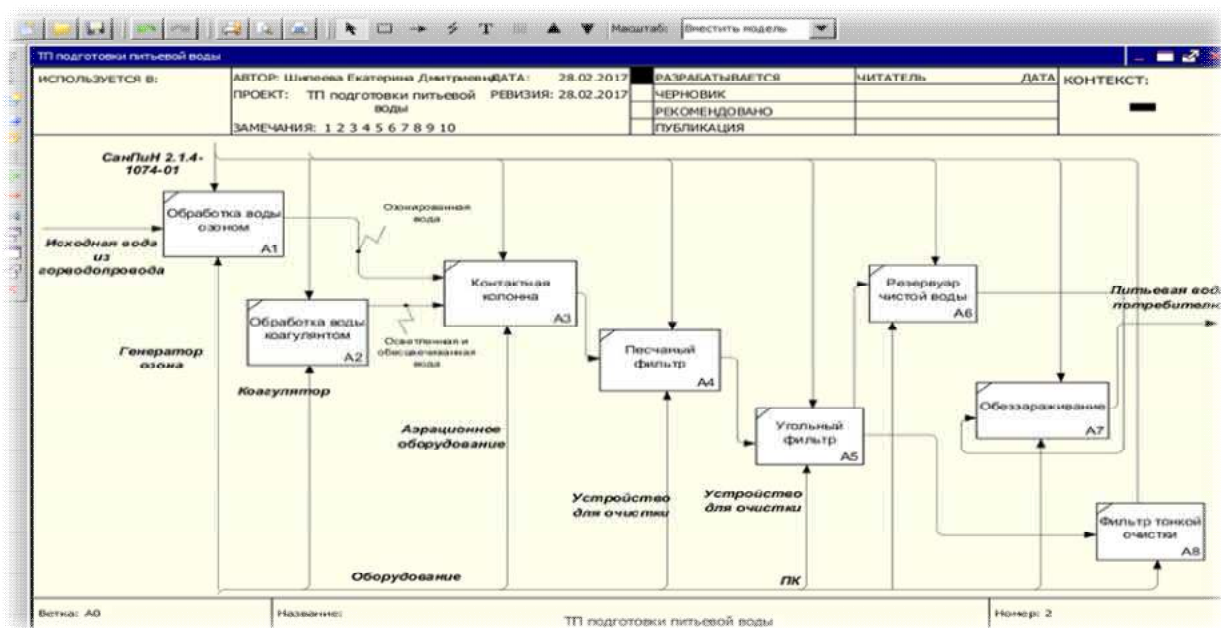 Масштаб: Вместить модель
ТП подготовки питьевой воды
ИСПОЛЬЗУЕТСЯ В:
АВТОР: Шипеева Екатерина Дмитриевна ДАТА: 28.02.2017
ПРОЕКТ: ТП подготовки питьевой воды РЕВИЗИЯ: 28.02.2017
ЗАМЕЧАНИЯ: 1 2 3 4 5 6 7 8 9 10
РАЗРАБАТЫВАЕТСЯ
ЧЕРНОВИК
РЕКОМЕНДОВАНО
ПУБЛИКАЦИЯ
ЧИТАТЕЛЬ ДАТА
КОНТЕКСТ:
СанПиН 2.1.4-
1074-01
Обработка воды
озоном
A1
Озонированная
вода
Исходная вода
из
горводопровода
Контактная
колонна
A3
Резервуар
чистой воды
A6
Питьевая вода
потребителю
Обработка воды
коагулянтом
A2
Осветленная и
обесцвечиванная
вода
Генератор
озона
Песчаный
фильтр
A4
Коагулятор
Обеззараживание
A7
Угольный
фильтр
A5
Аэрационное
оборудование
Устройство
для очистки
Устройство
для очистки
Фильтр тонкой
очистки
A8
Оборудование
ПК
Ветка: A0
Название:
ТП подготовки питьевой воды
Номер: 2